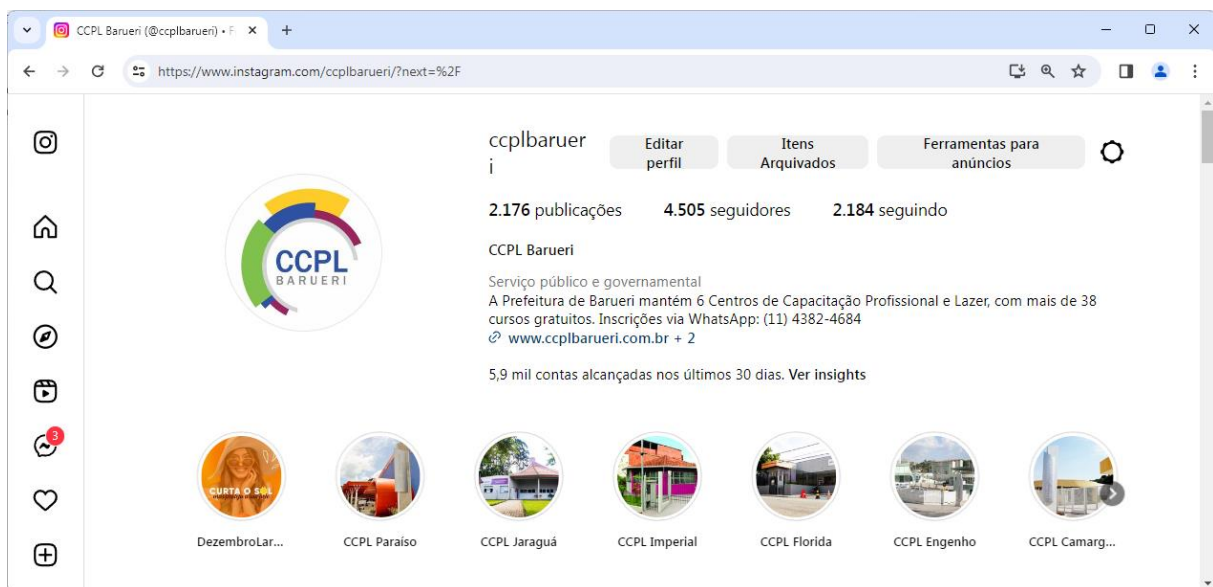 CCPL Barueri (@ccplbarueri) • F
https://www.instagram.com/ccplbarueri/?next=%2F
ccplbaruer
i
Editar
perfil
Itens
Arquivados
Ferramentas para
anúncios
2.176 publicações 4.505 seguidores 2.184 seguindo
CCPL
BARUERI
CCPL Barueri
Serviço público e governamental
A Prefeitura de Barueri mantém 6 Centros de Capacitação Profissional e Lazer, com mais de 38
cursos gratuitos. Inscrições via WhatsApp: (11) 4382-4684
www.ccplbarueri.com.br + 2
5,9 mil contas alcançadas nos últimos 30 dias. Ver insights
3
CURTA O SOL
DezembroLar... CCPL Paraíso CCPL Jaraguá CCPL Imperial CCPL Florida CCPL Engenho CCPL Camarg...